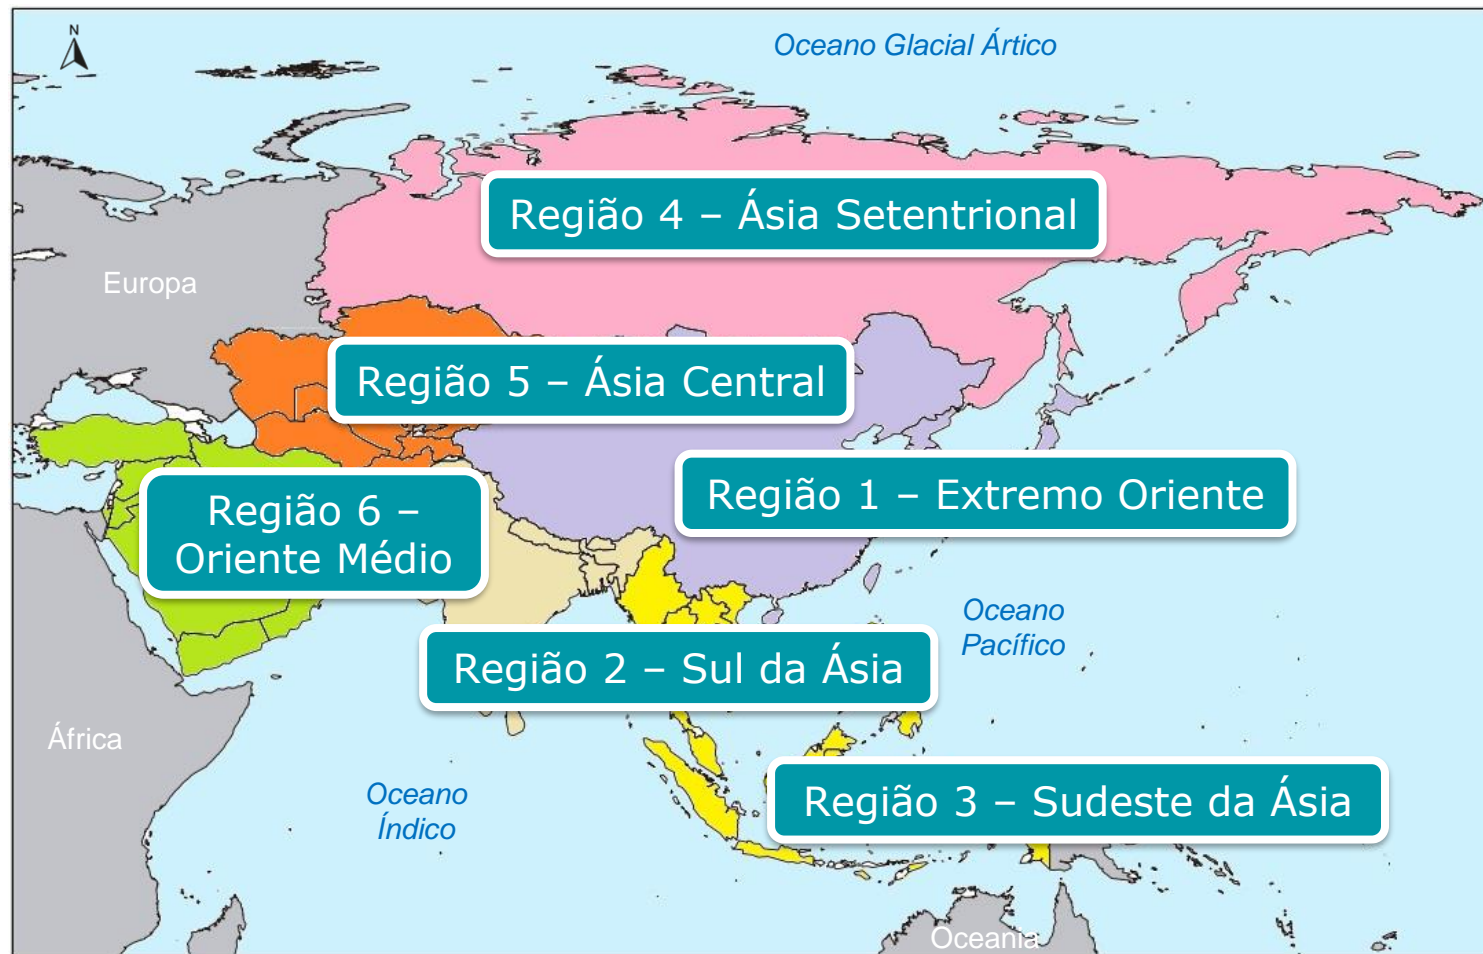 N
Oceano Glacial Ártico
Região 4 – Ásia Setentrional
Europa
Região 5 – Ásia Central
Região 1 – Extremo Oriente
Região 6 –
Oriente Médio
Oceano
Pacífico
Região 2 – Sul da Ásia
África
Região 3 – Sudeste da Ásia
Oceano
Índico
Oceania